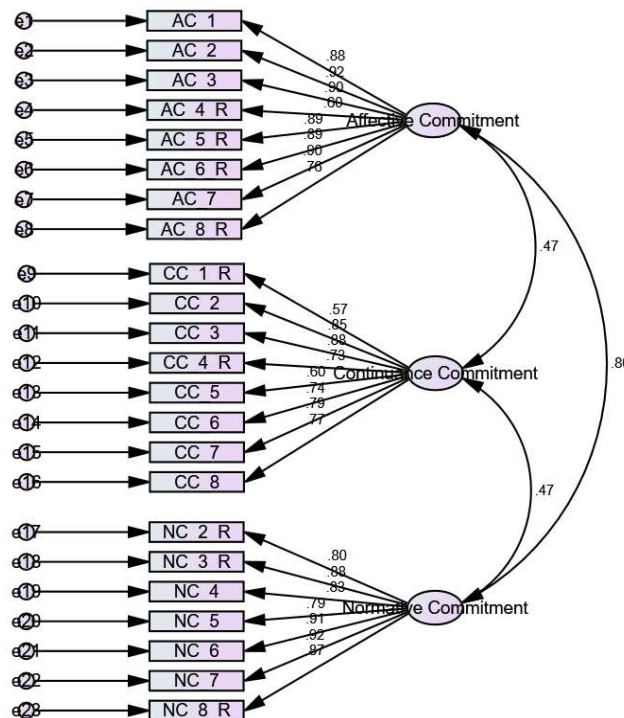 e1
AC 1
e2
AC 2
e3
AC 3
e4
AC 4 R
e5
AC 5 R
e6
AC 6 R
e7
AC 7
e8
AC 8 R
.88
.92
.90
.60
.89
.89
.90
.76
Affective Commitment
.47
e9
CC 1 R
e10
CC 2
e11
CC 3
e12
CC 4 R
e13
CC 5
e14
CC 6
e15
CC 7
e16
CC 8
.57
.85
.88
.73
.60
.74
.79
.77
Continuance Commitment
.47
e17
NC 2 R
e18
NC 3 R
e19
NC 4
e20
NC 5
e21
NC 6
e22
NC 7
e23
NC 8 R
.80
.88
.83
.79
.91
.92
.87
Normative Commitment